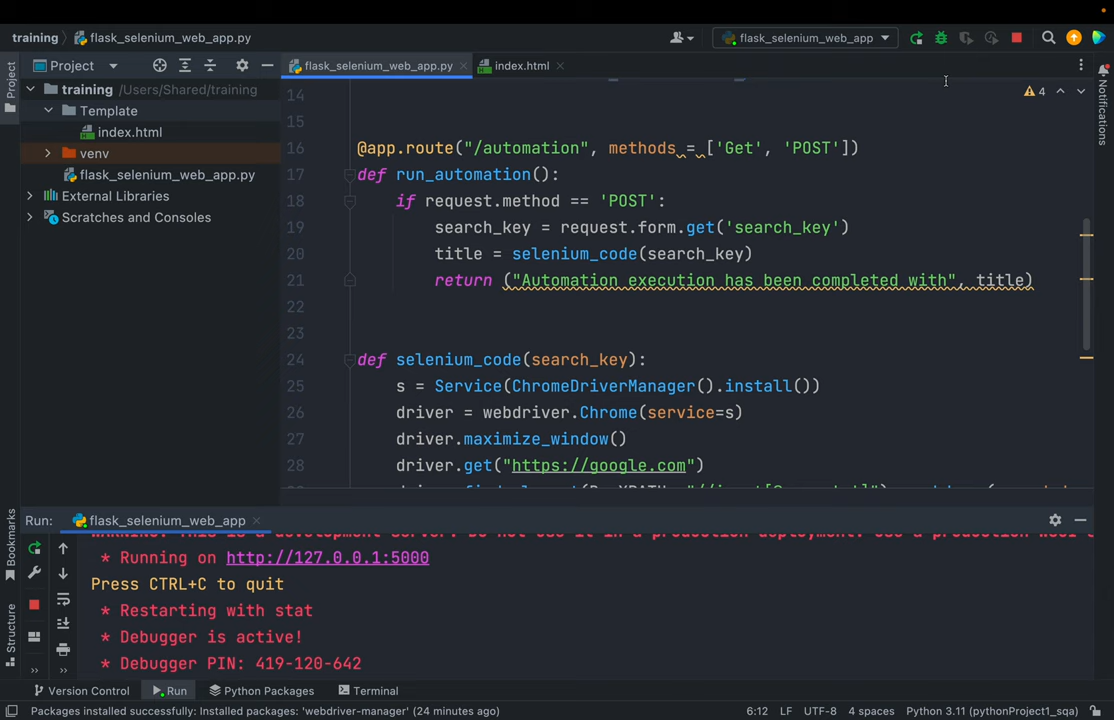 training
flask_selenium_web_app.py
flask_selenium_web_app
Project
Project
flask_selenium_web_app.py
index.html
training /Users/Shared/training
Template
index.html
venv
flask_selenium_web_app.py
External Libraries
Scratches and Consoles
4
Notifications
14
15
16 @app.route("/automation", methods = ['Get', 'POST'])
17 def run_automation():
18 if request.method == 'POST':
19 search_key = request.form.get('search_key')
20 title = selenium_code(search_key)
21 return ("Automation execution has been completed with", title)
22
23
24 def selenium_code(search_key):
25 s = Service(ChromeDriverManager().install())
26 driver = webdriver.Chrome(service=s)
27 driver.maximize_window()
28 driver.get("https://google.com")
Bookmarks
Structure
Run: flask_selenium_web_app
* Running on http://127.0.0.1:5000
Press CTRL+C to quit
* Restarting with stat
* Debugger is active!
* Debugger PIN: 419-120-642
Version Control
Run
Python Packages
Terminal
Packages installed successfully: Installed packages: 'webdriver-manager' (24 minutes ago)
6:12 LF UTF-8 4 spaces Python 3.11 (pythonProject1_sqa)